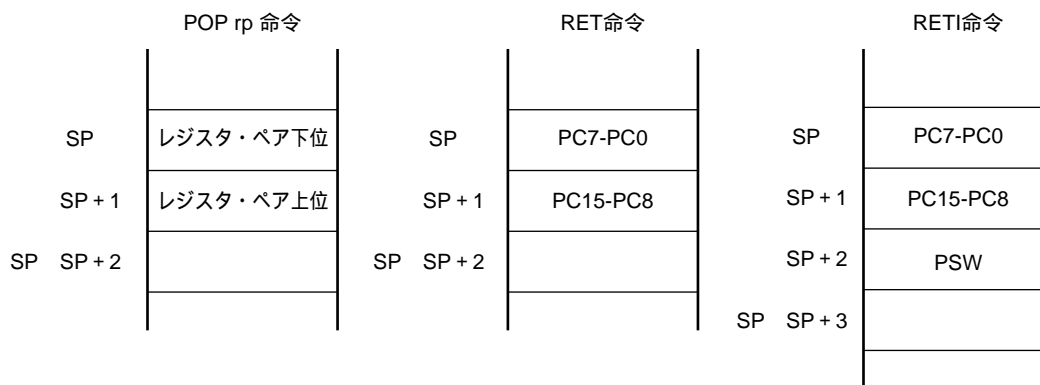 POP rp 命令
SP レジスタ・ペア下位
SP + 1 レジスタ・ペア上位
SP SP + 2
RET命令
SP PC7-PC0
SP + 1 PC15-PC8
SP SP + 2
RETI命令
SP PC7-PC0
SP + 1 PC15-PC8
SP + 2 PSW
SP SP + 3